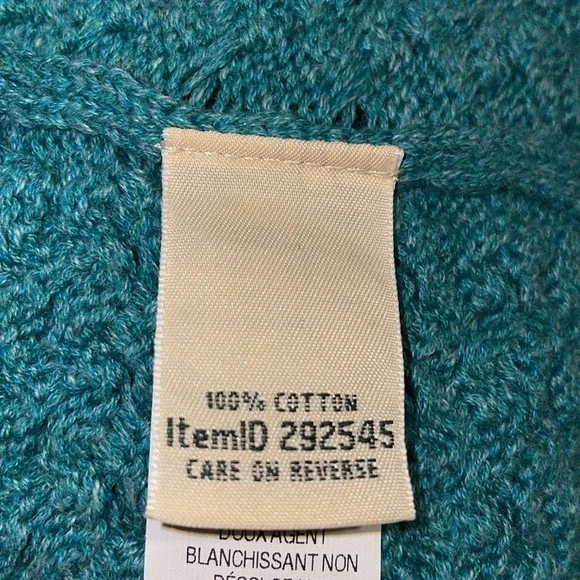 100% COTTON
ItemID 292545
CARE ON REVERSE
DOUX AGENT
BLANCHISSANT NON